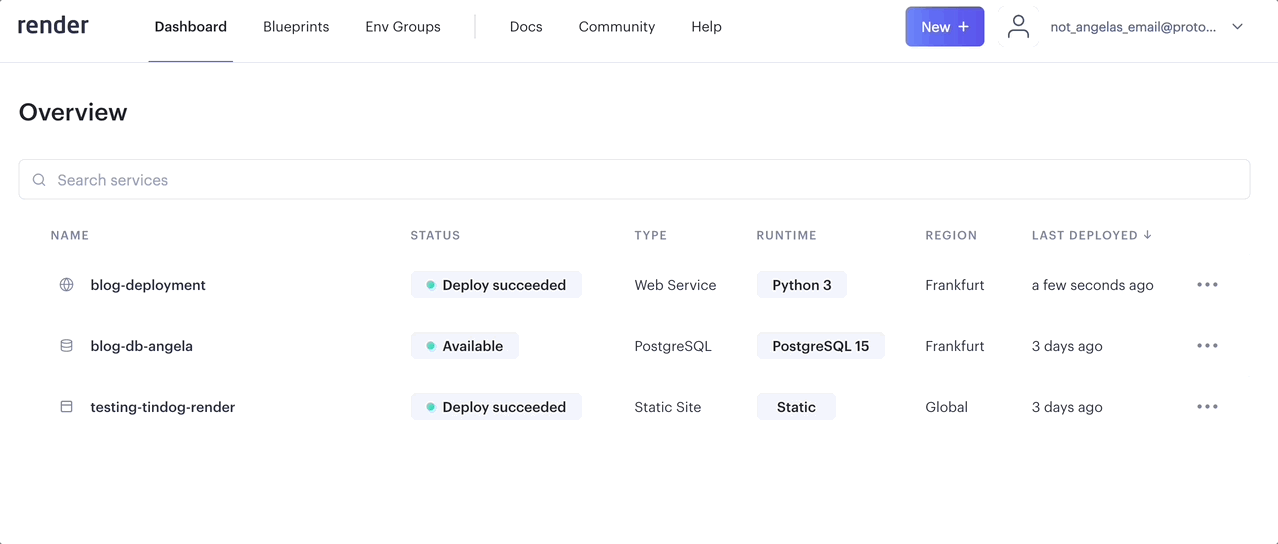 render Dashboard Blueprints Env Groups Docs Community Help New + not_angelas_email@proto...
Overview
Search services
NAME STATUS TYPE RUNTIME REGION LAST DEPLOYED ↓
blog-deployment Deploy succeeded Web Service Python 3 Frankfurt a few seconds ago
blog-db-angela Available PostgreSQL PostgreSQL 15 Frankfurt 3 days ago
testing-tindog-render Deploy succeeded Static Site Static Global 3 days ago